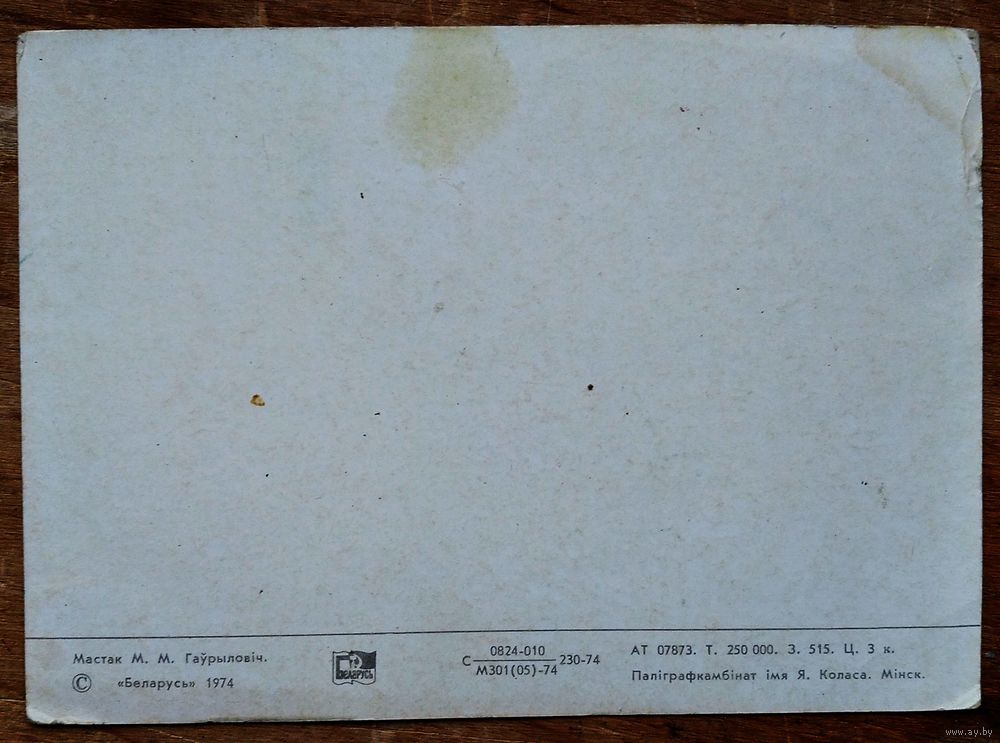 Мастак М. М. Гаўрыловіч.
© «Беларусь» 1974
БЕЛАРУСЬ
С 0824-010
М301(05)-74 230-74
АТ 07873. Т. 250 000. З. 515. Ц. 3 к.
Паліграфкамбінат імя Я. Коласа. Мінск.
www.ay.by